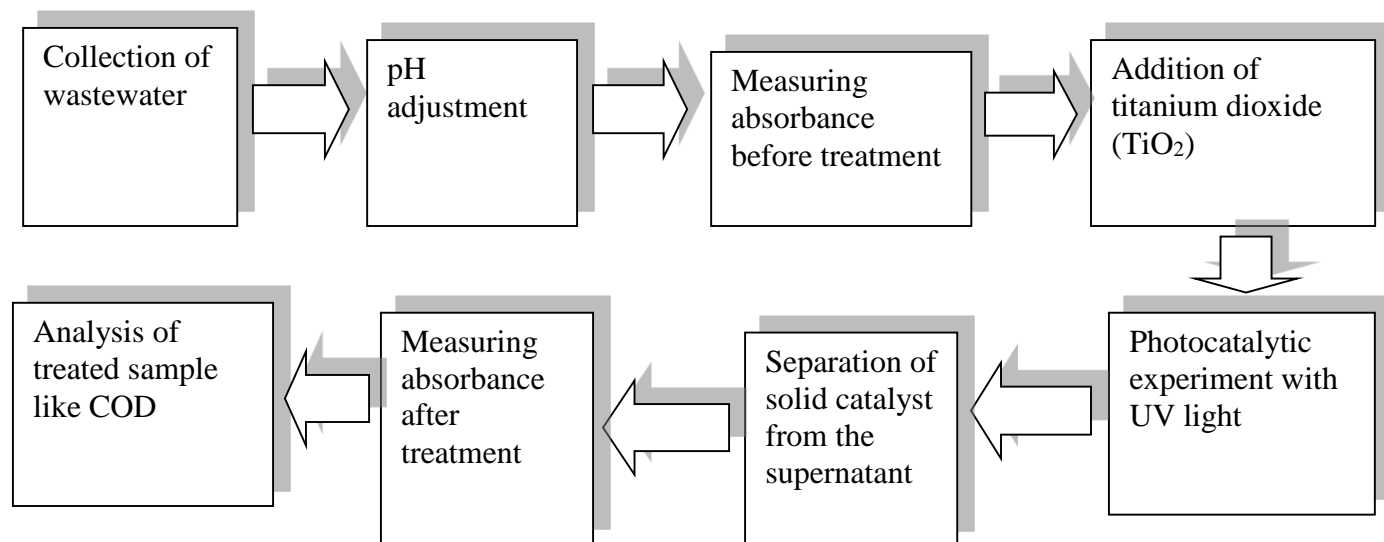 Collection of
wastewater
pH
adjustment
Measuring
absorbance
before treatment
Addition of
titanium dioxide
(TiO₂)
Photocatalytic
experiment with
UV light
Separation of
solid catalyst
from the
supernatant
Measuring
absorbance
after
treatment
Analysis of
treated sample
like COD